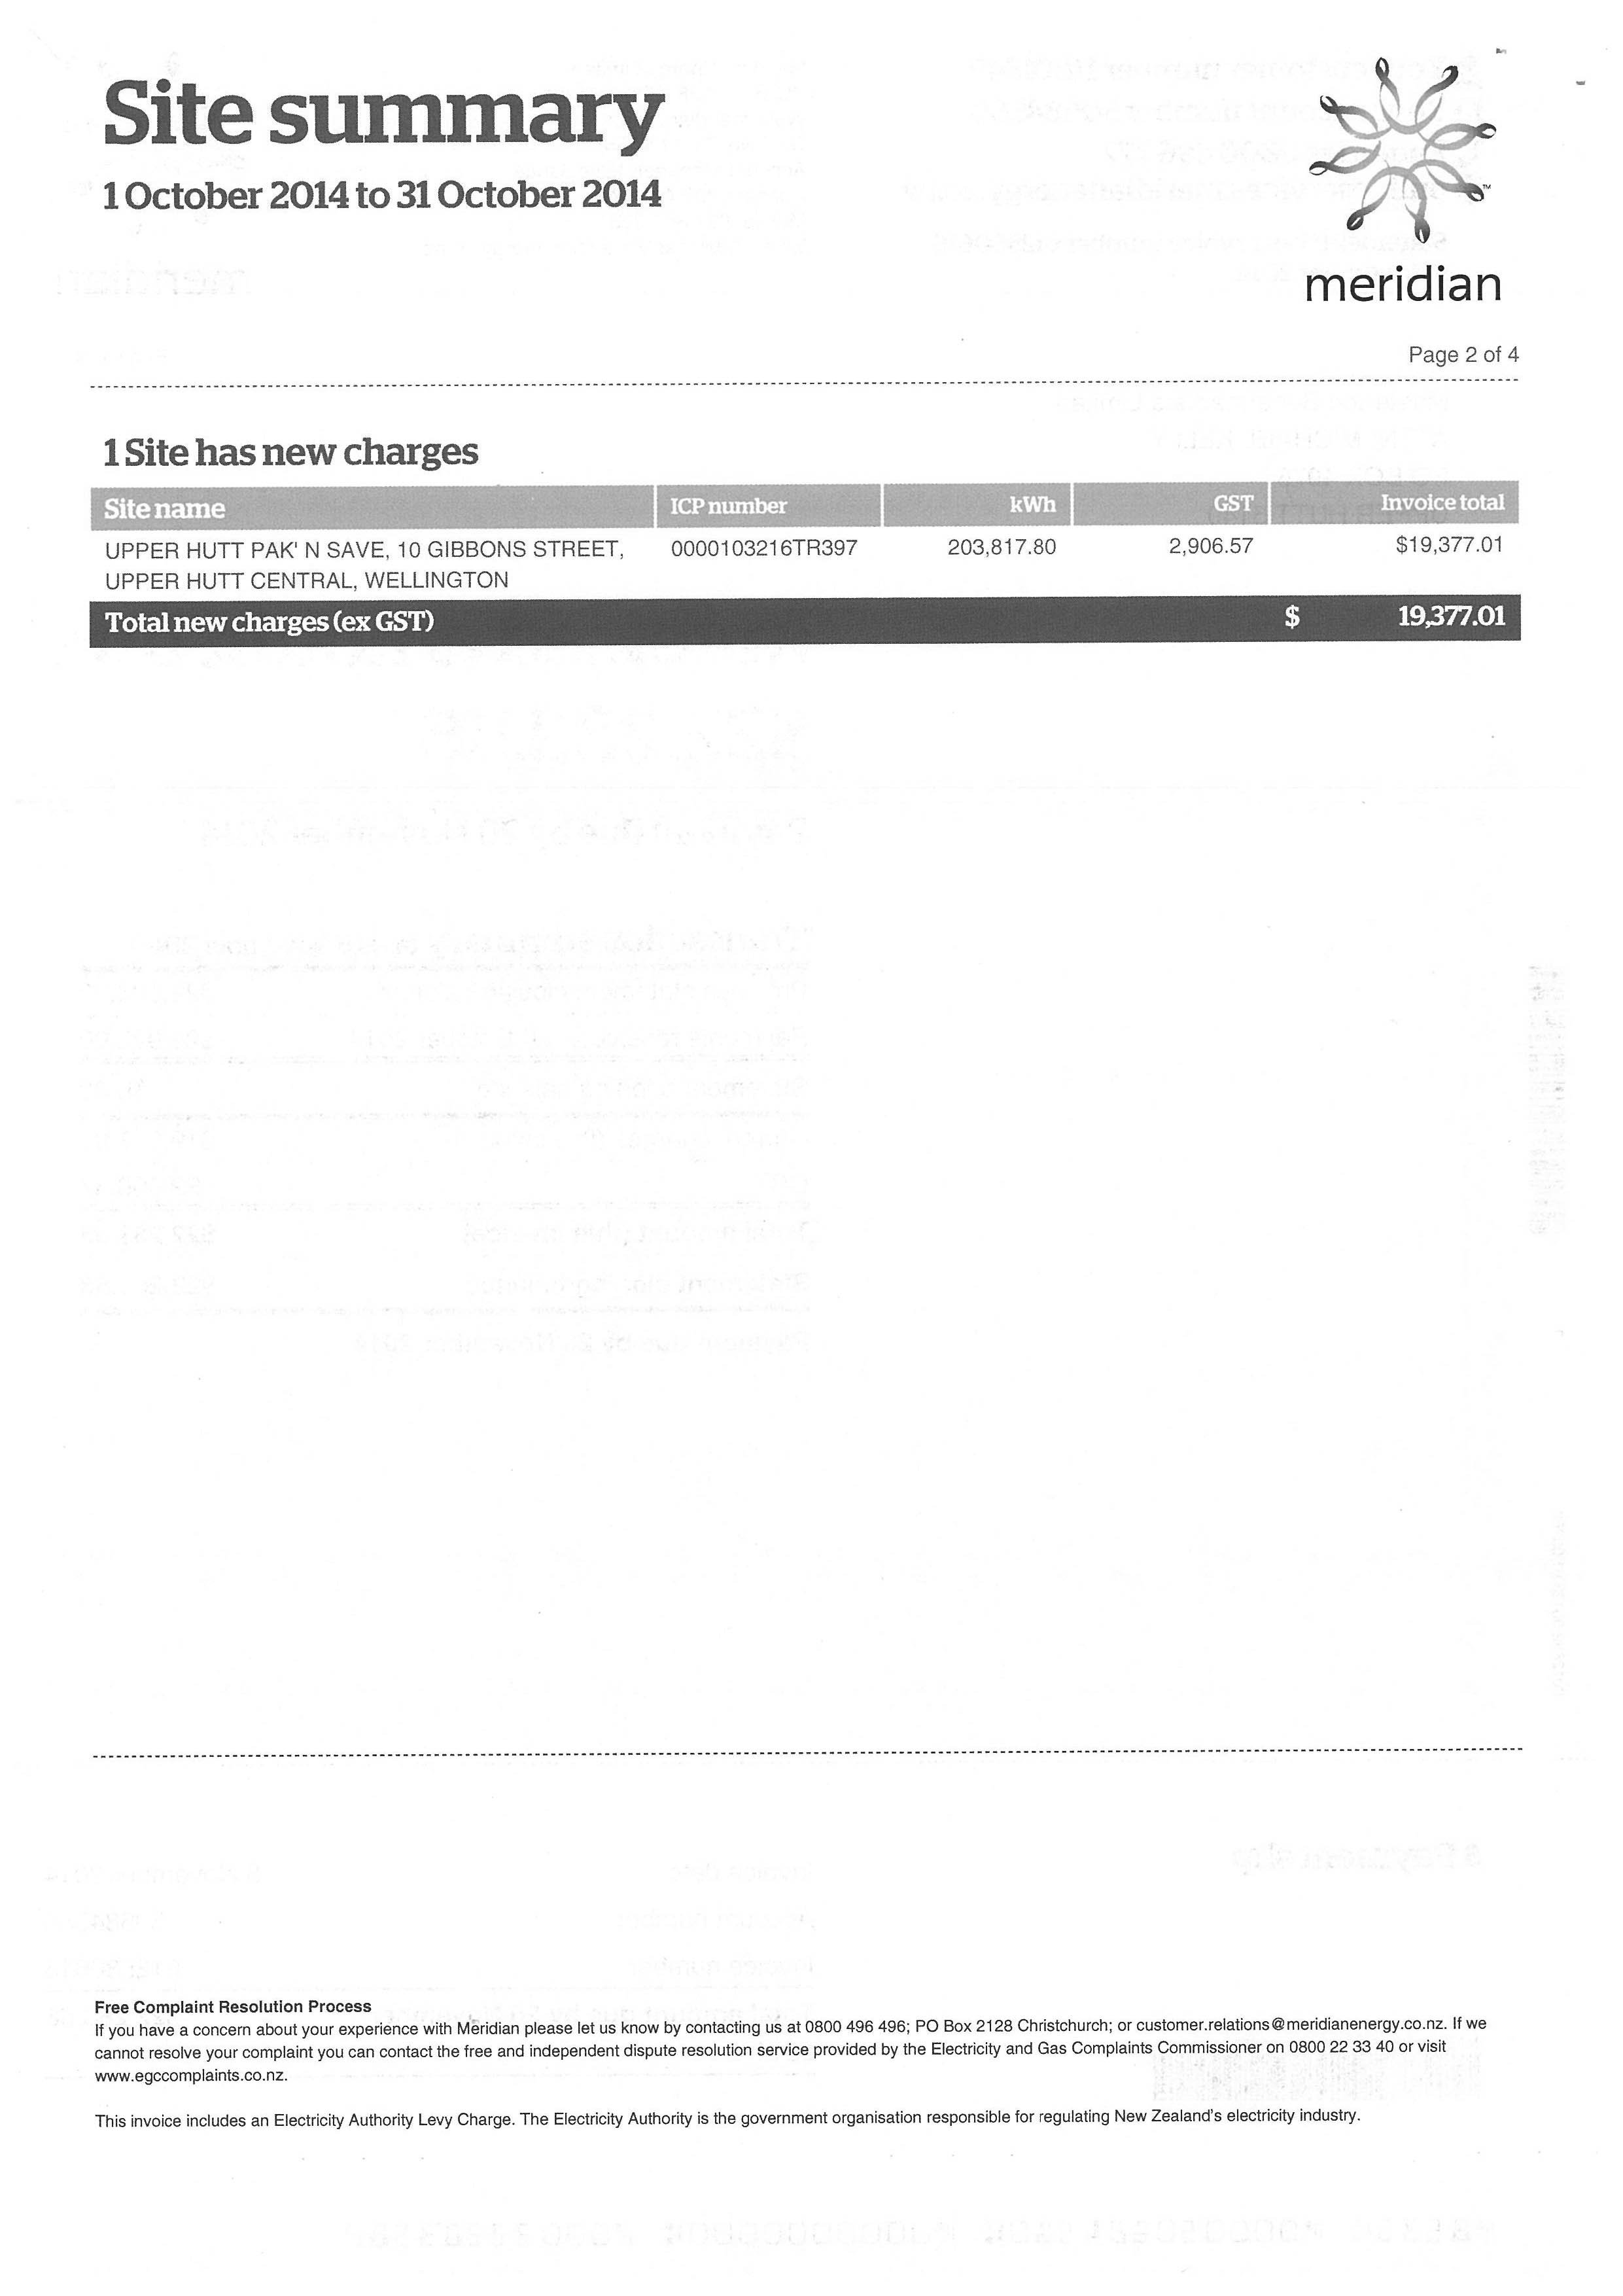 Site summary
1 October 2014 to 31 October 2014
meridian
Page 2 of 4
1 Site has new charges
Site name ICP number kWh GST Invoice total
UPPER HUTT PAK' N SAVE, 10 GIBBONS STREET, 0000103216TR397 203,817.80 2,906.57 $19,377.01
UPPER HUTT CENTRAL, WELLINGTON
Total new charges (ex GST) $ 19,377.01
Free Complaint Resolution Process
If you have a concern about your experience with Meridian please let us know by contacting us at 0800 496 496; PO Box 2128 Christchurch; or customer.relations@meridianenergy.co.nz. If we
cannot resolve your complaint you can contact the free and independent dispute resolution service provided by the Electricity and Gas Complaints Commissioner on 0800 22 33 40 or visit
www.egccomplaints.co.nz.
This invoice includes an Electricity Authority Levy Charge. The Electricity Authority is the government organisation responsible for regulating New Zealand's electricity industry.